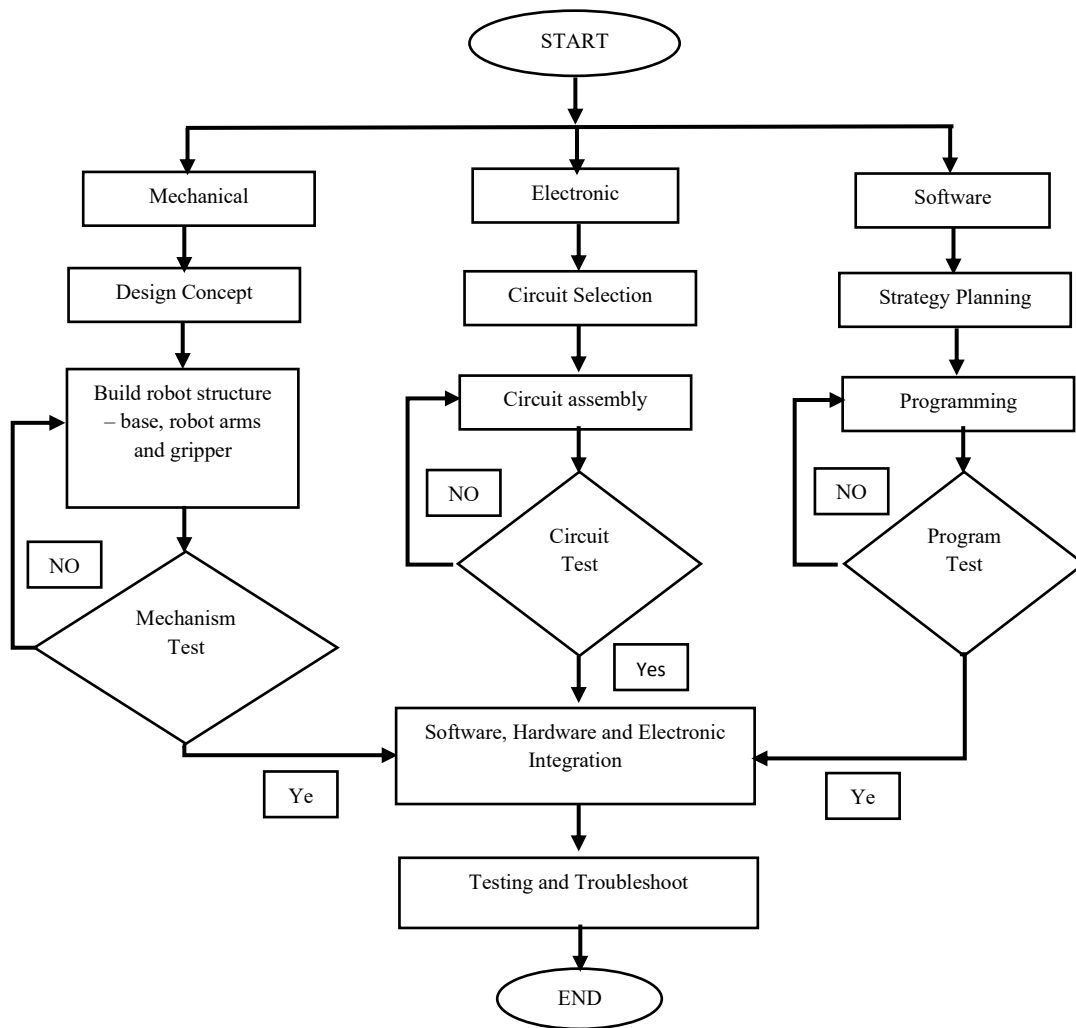 START
Mechanical
Electronic
Software
Design Concept
Circuit Selection
Strategy Planning
Build robot structure
– base, robot arms
and gripper
Circuit assembly
Programming
NO
NO
NO
Mechanism
Test
Circuit
Test
Program
Test
Yes
Software, Hardware and Electronic
Integration
Ye
Ye
Testing and Troubleshoot
END